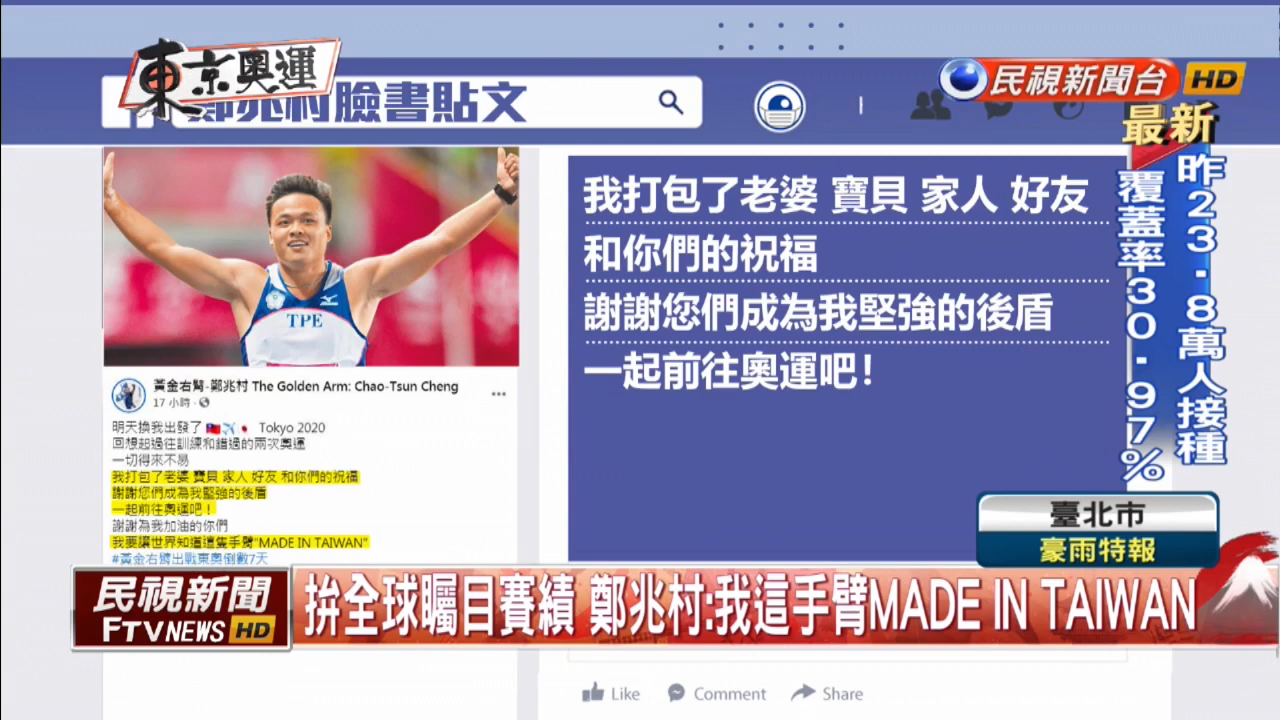 東京奧運
鄭兆村臉書貼文
民視新聞台 HD
最新
昨23.8萬人接種
覆蓋率30.97%
TPE
我打包了老婆 寶貝 家人 好友
和你們的祝福
謝謝您們成為我堅強的後盾
一起前往奧運吧!
黃金右臂-鄭兆村 The Golden Arm: Chao-Tsun Cheng
17 小時
明天換我出發了 Tokyo 2020
回想起過往訓練和錯過的兩次奧運
一切得來不易
我打包了老婆 寶貝 家人 好友 和你們的祝福
謝謝您們成為我堅強的後盾
一起前往奧運吧！
謝謝為我加油的你們
我要讓世界知道這隻手臂"MADE IN TAIWAN"
#黃金右臂出戰東奧倒數7天
臺北市
豪雨特報
民視新聞
FTVNEWS HD
拚全球矚目賽績 鄭兆村:我這手臂MADE IN TAIWAN
Like Comment Share